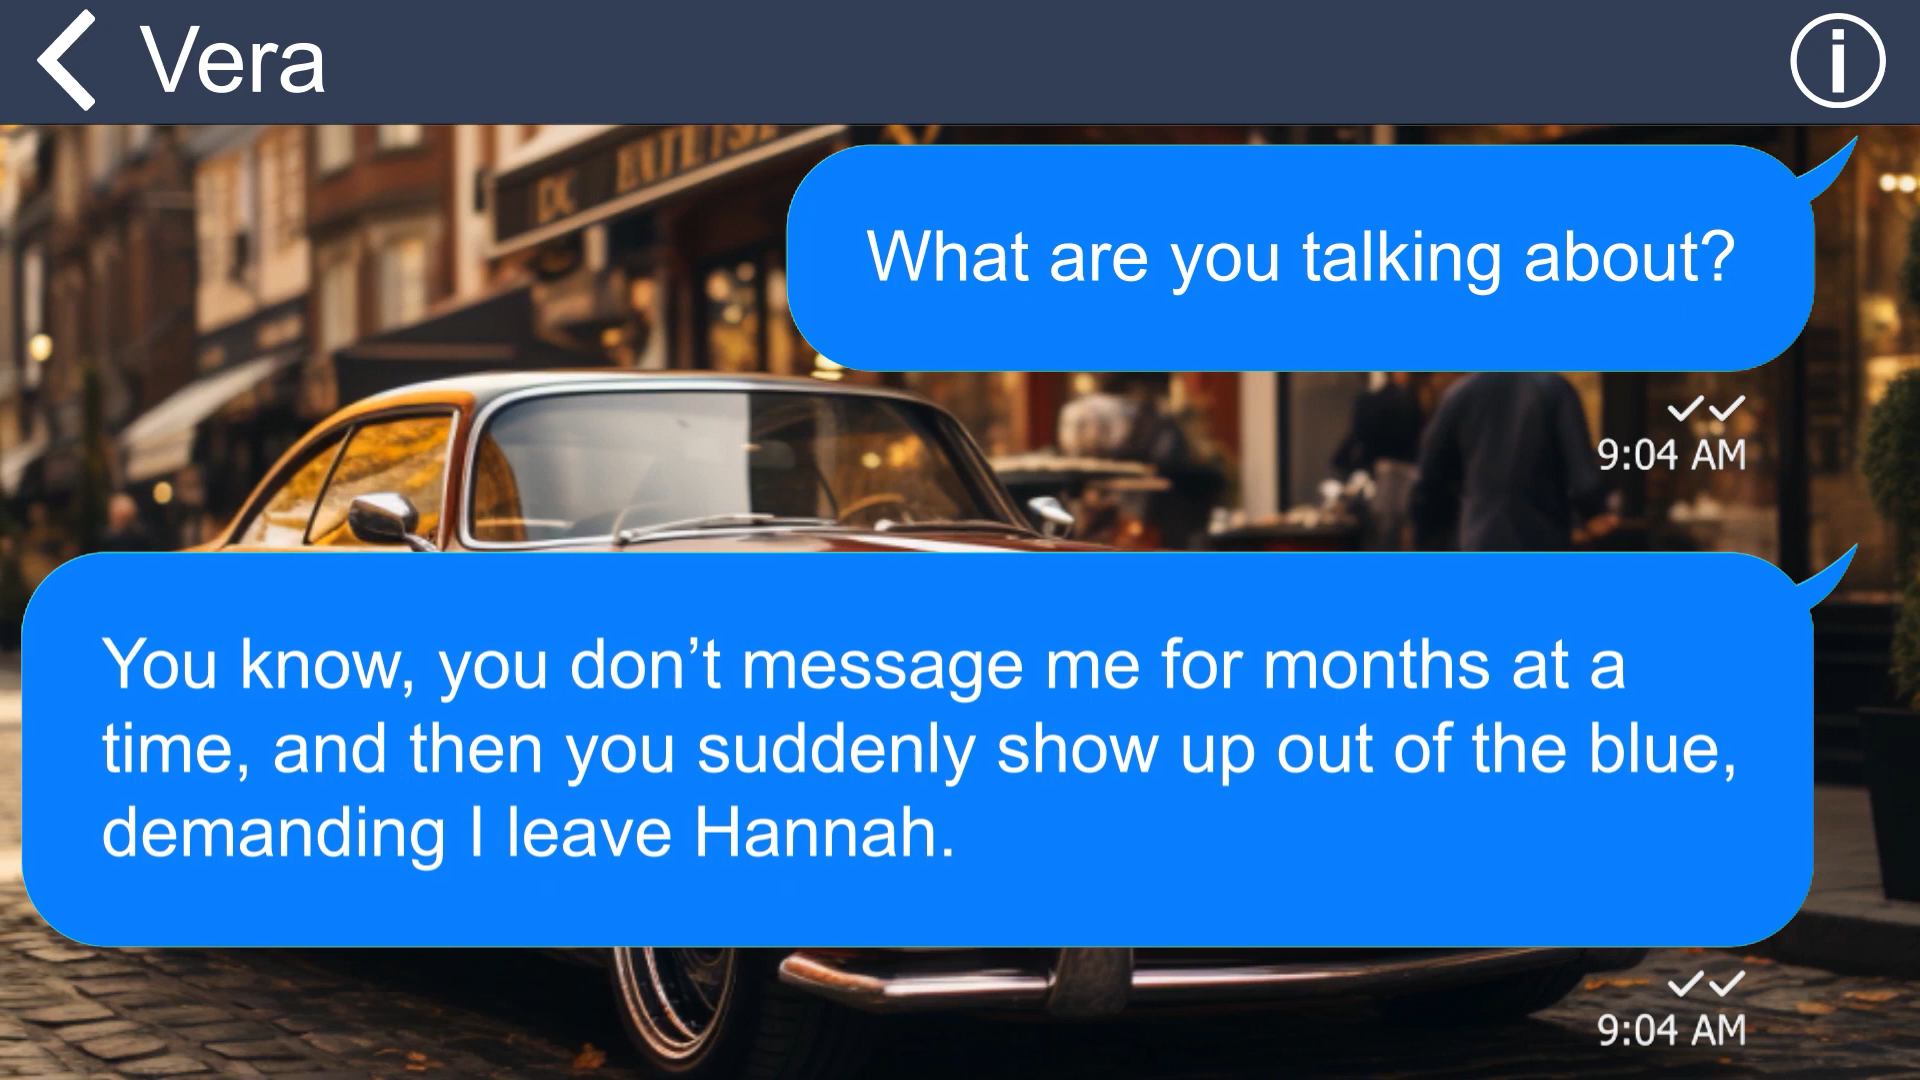 Vera
What are you talking about?
9:04 AM
You know, you don’t message me for months at a
time, and then you suddenly show up out of the blue,
demanding I leave Hannah.
9:04 AM